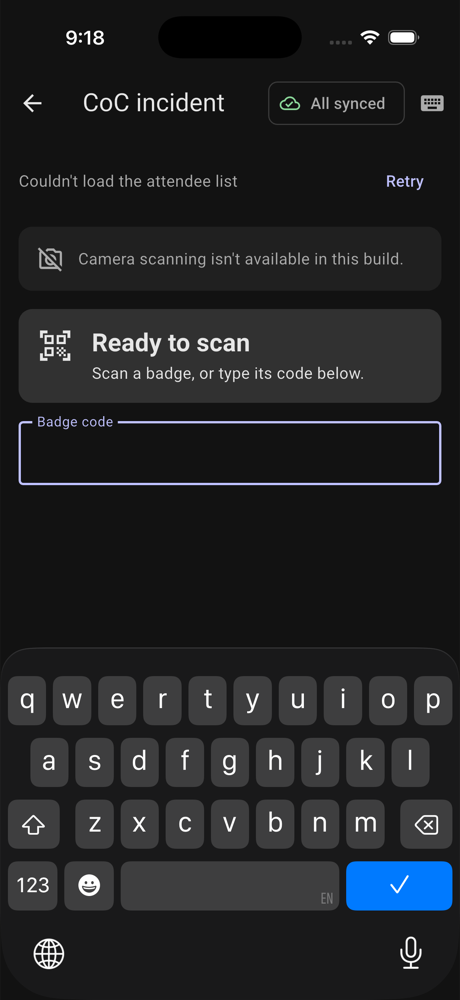 9:18
CoC incident
All synced
Couldn't load the attendee list
Retry
Camera scanning isn't available in this build.
Ready to scan
Scan a badge, or type its code below.
Badge code
q w e r t y u i o p
a s d f g h j k l
z x c v b n m
123
EN